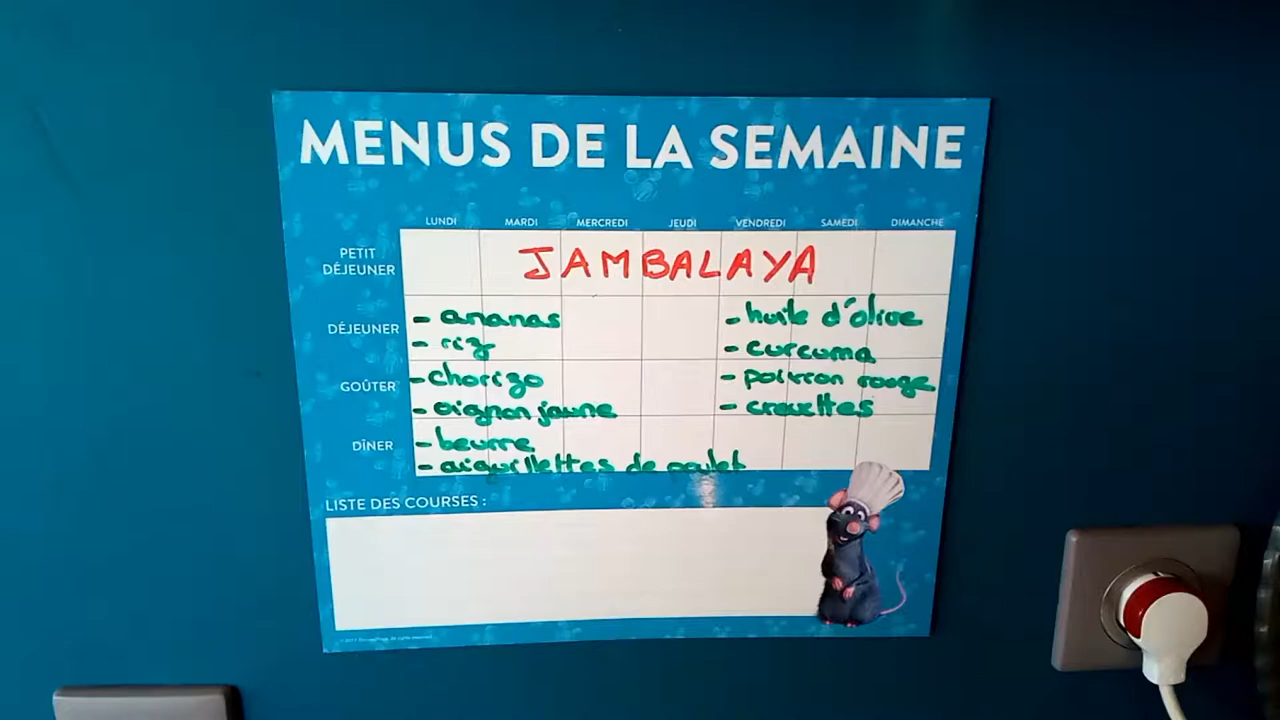 MENUS DE LA SEMAINE
LUNDI MARDI MERCREDI JEUDI VENDREDI SAMEDI DIMANCHE
PETIT DÉJEUNER
JAMBALAYA
DÉJEUNER
- ananas
- riz
GOÛTER
- chorizo
- oignon jaune
DÎNER
- beurre
- aiguillettes de poulet
- huile d'olive
- curcuma
- poivron rouge
- crevettes
LISTE DES COURSES :